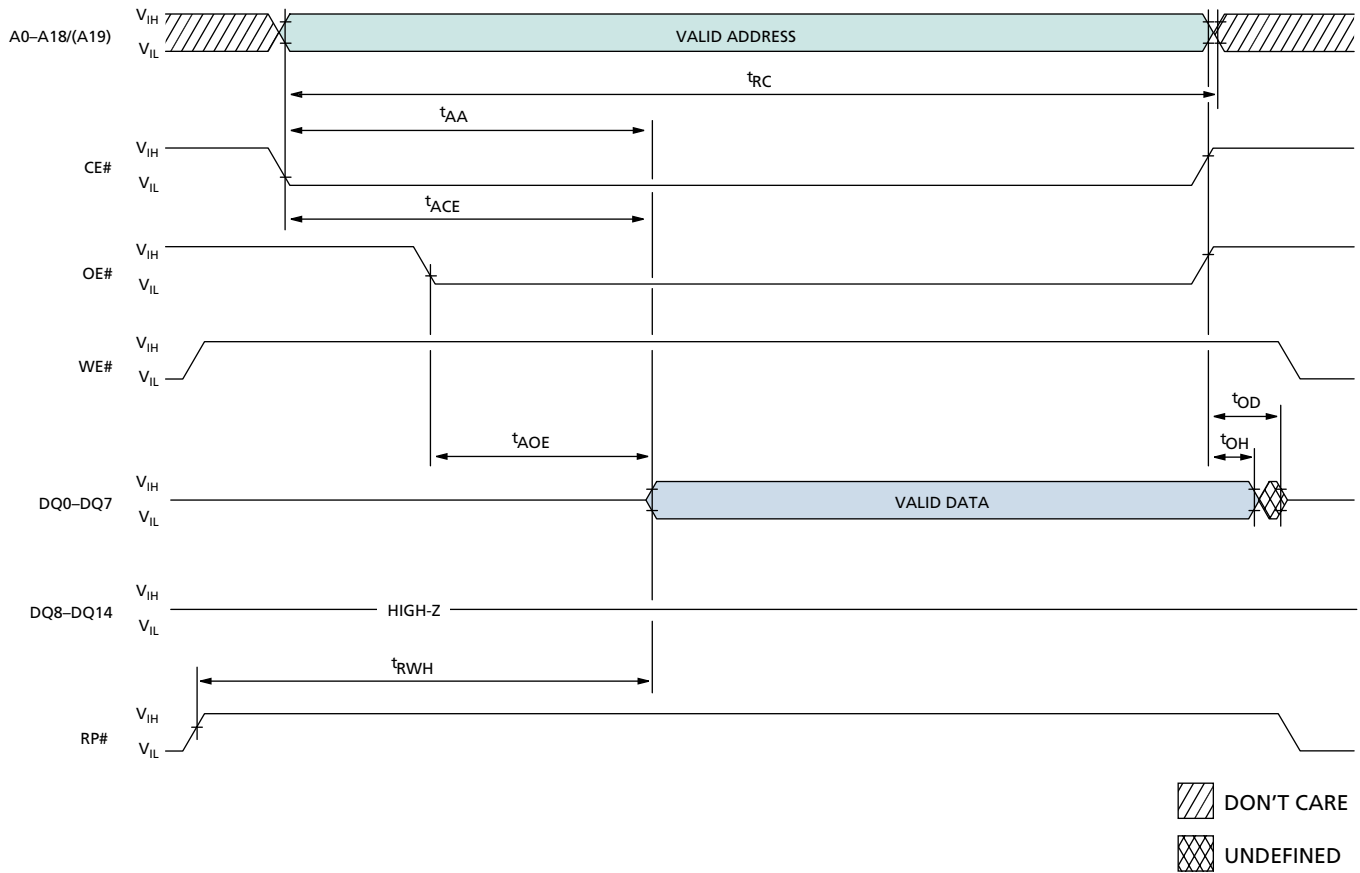 A0–A18/(A19)
VIH
VIL
VALID ADDRESS
tRC
tAA
CE#
VIH
VIL
tACE
OE#
VIH
VIL
WE#
VIH
VIL
tOD
tAOE
tOH
DQ0–DQ7
VIH
VIL
VALID DATA
DQ8–DQ14
VIH
VIL
HIGH-Z
tRWH
RP#
VIH
VIL
DON'T CARE
UNDEFINED